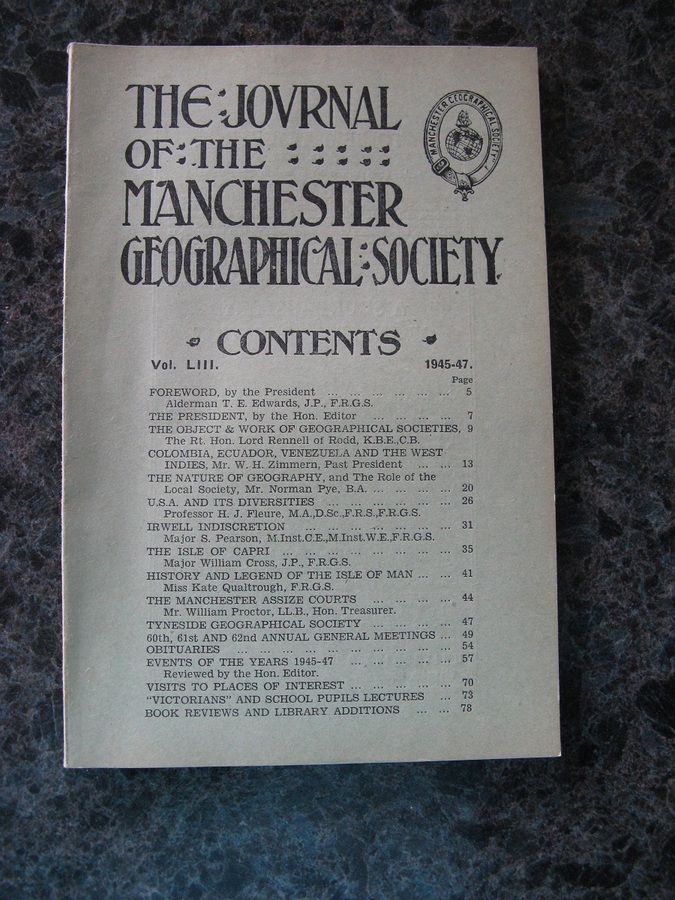 THE:JOVRNAL
OF:THE : : : : :
MANCHESTER
GEOGRAPHICAL:SOCIETY.
MANCHESTER GEOGRAPHICAL SOCIETY
CONTENTS
Vol. LIII. 1945-47.
Page
FOREWORD, by the President ... ... ... ... ... ... 5
Alderman T. E. Edwards, J.P., F.R.G.S.
THE PRESIDENT, by the Hon. Editor ... ... ... ... 7
THE OBJECT & WORK OF GEOGRAPHICAL SOCIETIES, 9
The Rt. Hon. Lord Rennell of Rodd, K.B.E.,C.B.
COLOMBIA, ECUADOR, VENEZUELA AND THE WEST
INDIES, Mr. W. H. Zimmern, Past President ... ... 13
THE NATURE OF GEOGRAPHY, and The Role of the
Local Society, Mr. Norman Pye, B.A. ... ... ... ... 20
U.S.A. AND ITS DIVERSITIES ... ... ... ... ... 26
Professor H. J. Fleure, M.A.,D.Sc.,F.R.S.,F.R.G.S.
IRWELL INDISCRETION ... ... ... ... ... ... 31
Major S. Pearson, M.Inst.C.E.,M.Inst.W.E.,F.R.G.S.
THE ISLE OF CAPRI ... ... ... ... ... ... ... 35
Major William Cross, J.P., F.R.G.S.
HISTORY AND LEGEND OF THE ISLE OF MAN ... ... 41
Miss Kate Qualtrough, F.R.G.S.
THE MANCHESTER ASSIZE COURTS ... ... ... ... 44
Mr. William Proctor, LL.B., Hon. Treasurer.
TYNESIDE GEOGRAPHICAL SOCIETY ... ... ... ... 47
60th, 61st AND 62nd ANNUAL GENERAL MEETINGS ... 49
OBITUARIES ... ... ... ... ... ... ... ... 54
EVENTS OF THE YEARS 1945-47 ... ... ... ... ... 57
Reviewed by the Hon. Editor.
VISITS TO PLACES OF INTEREST ... ... ... ... ... 70
"VICTORIANS" AND SCHOOL PUPILS LECTURES ... 73
BOOK REVIEWS AND LIBRARY ADDITIONS ... ... 78